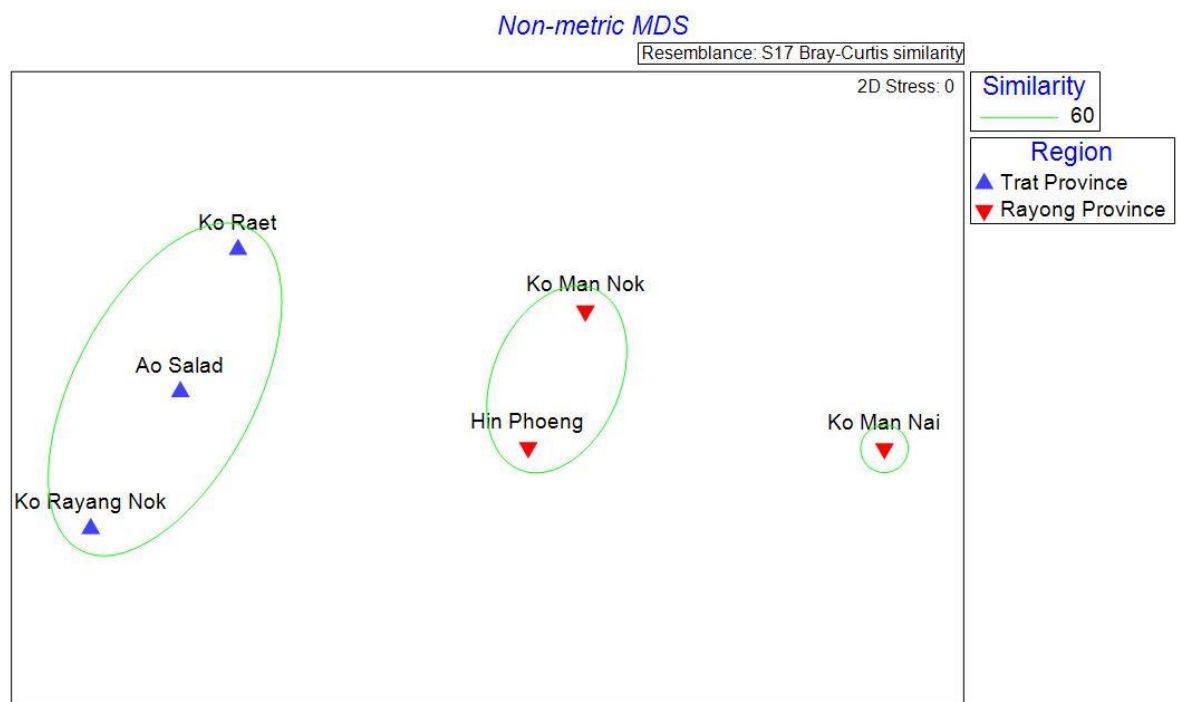 Non-metric MDS
Resemblance: S17 Bray-Curtis similarity
2D Stress: 0
Similarity
60
Region
Trat Province
Rayong Province
Ko Raet
Ko Man Nok
Ao Salad
Hin Phoeng
Ko Man Nai
Ko Rayang Nok